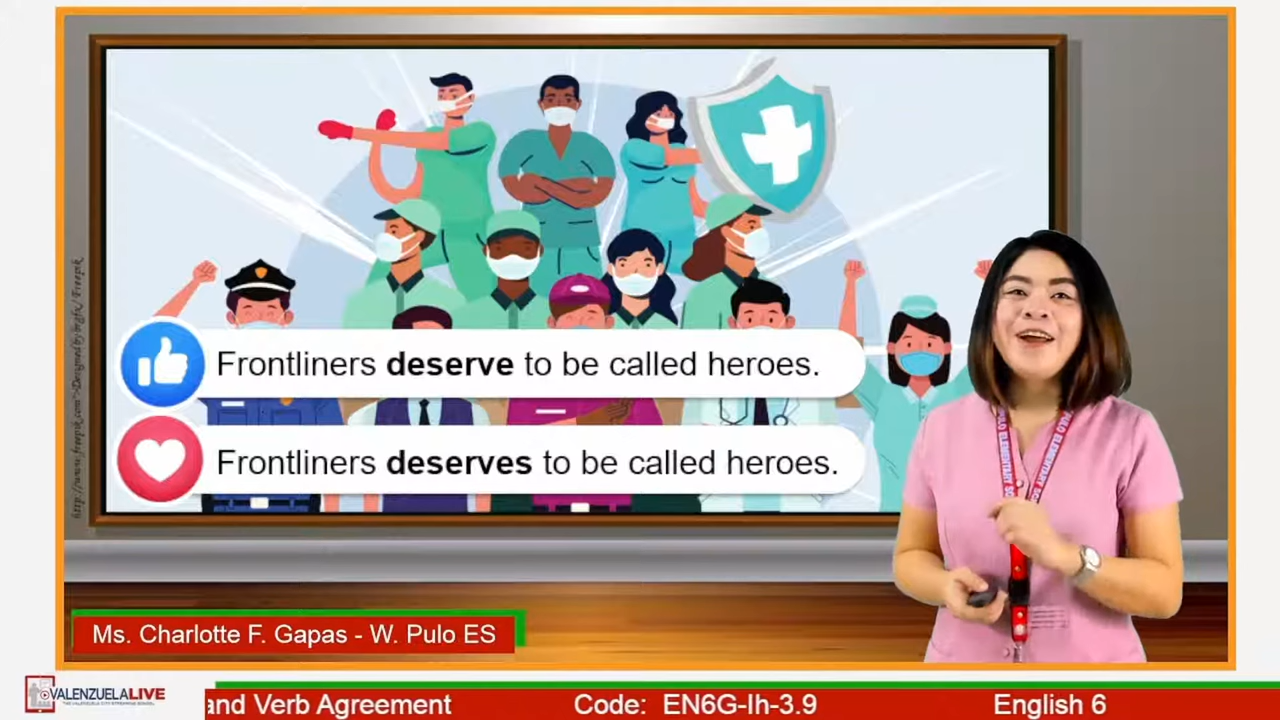 Frontliners deserve to be called heroes.
Frontliners deserves to be called heroes.
Ms. Charlotte F. Gapas - W. Pulo ES
VALENZUELALIVE
and Verb Agreement Code: EN6G-Ih-3.9 English 6